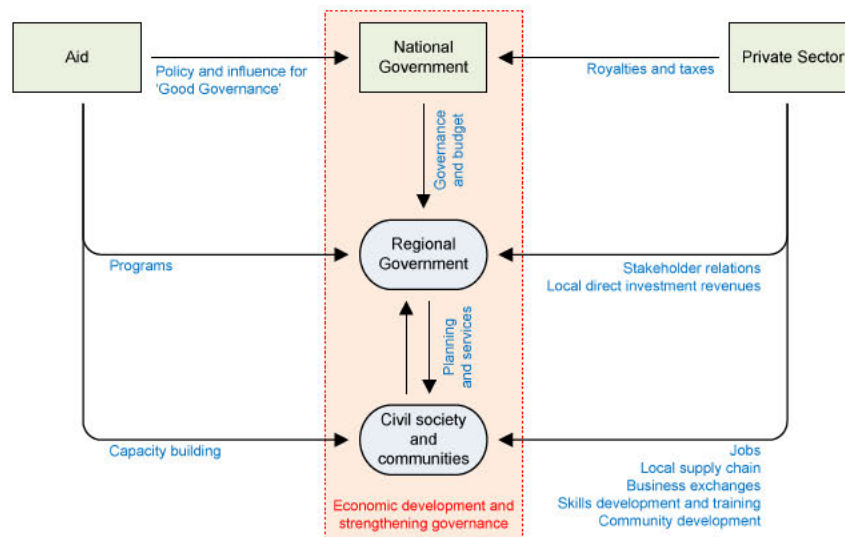 Aid
Policy and influence for
'Good Governance'
National
Government
Royalties and taxes
Private Sector
Governance
and budget
Programs
Regional
Government
Stakeholder relations
Local direct investment revenues
Planning
and services
Capacity building
Civil society
and
communities
Jobs
Local supply chain
Business exchanges
Skills development and training
Community development
Economic development and
strengthening governance